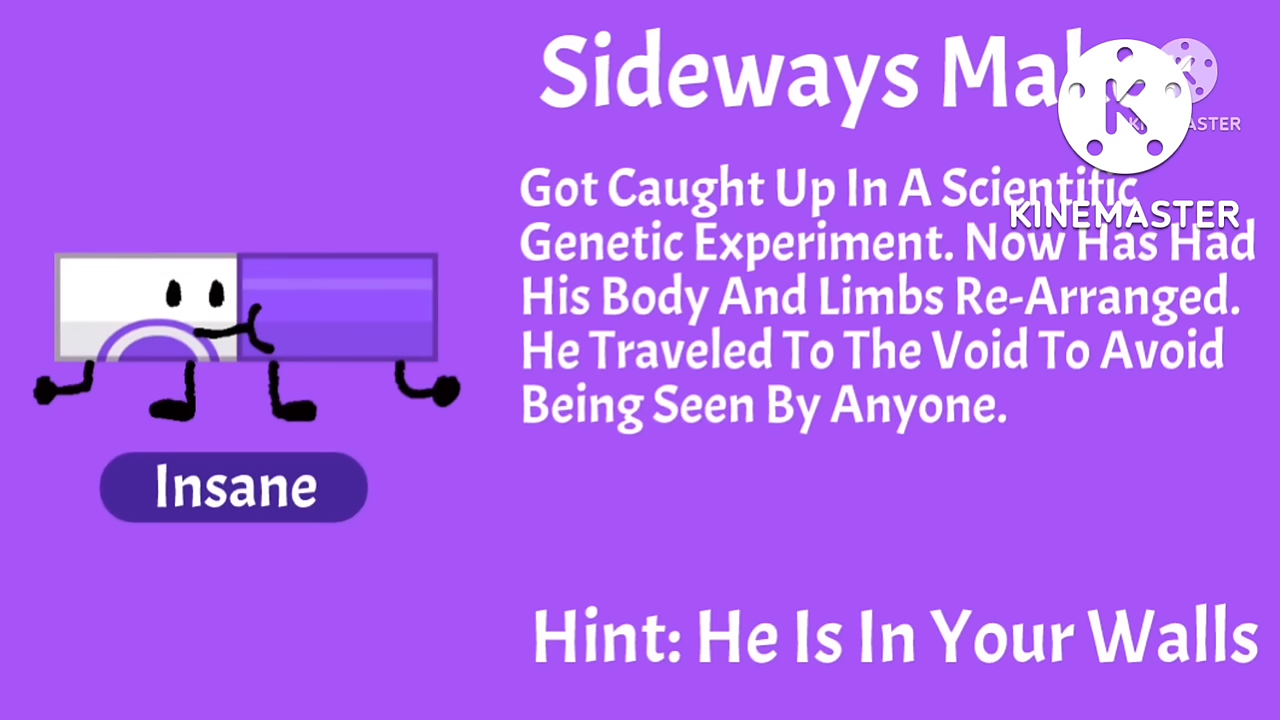 Sideways
KINEMASTER
Got Caught Up In A Scientific
KINEMASTER
Genetic Experiment. Now Has Had
His Body And Limbs Re-Arranged.
He Traveled To The Void To Avoid
Being Seen By Anyone.
Insane
Hint: He Is In Your Walls